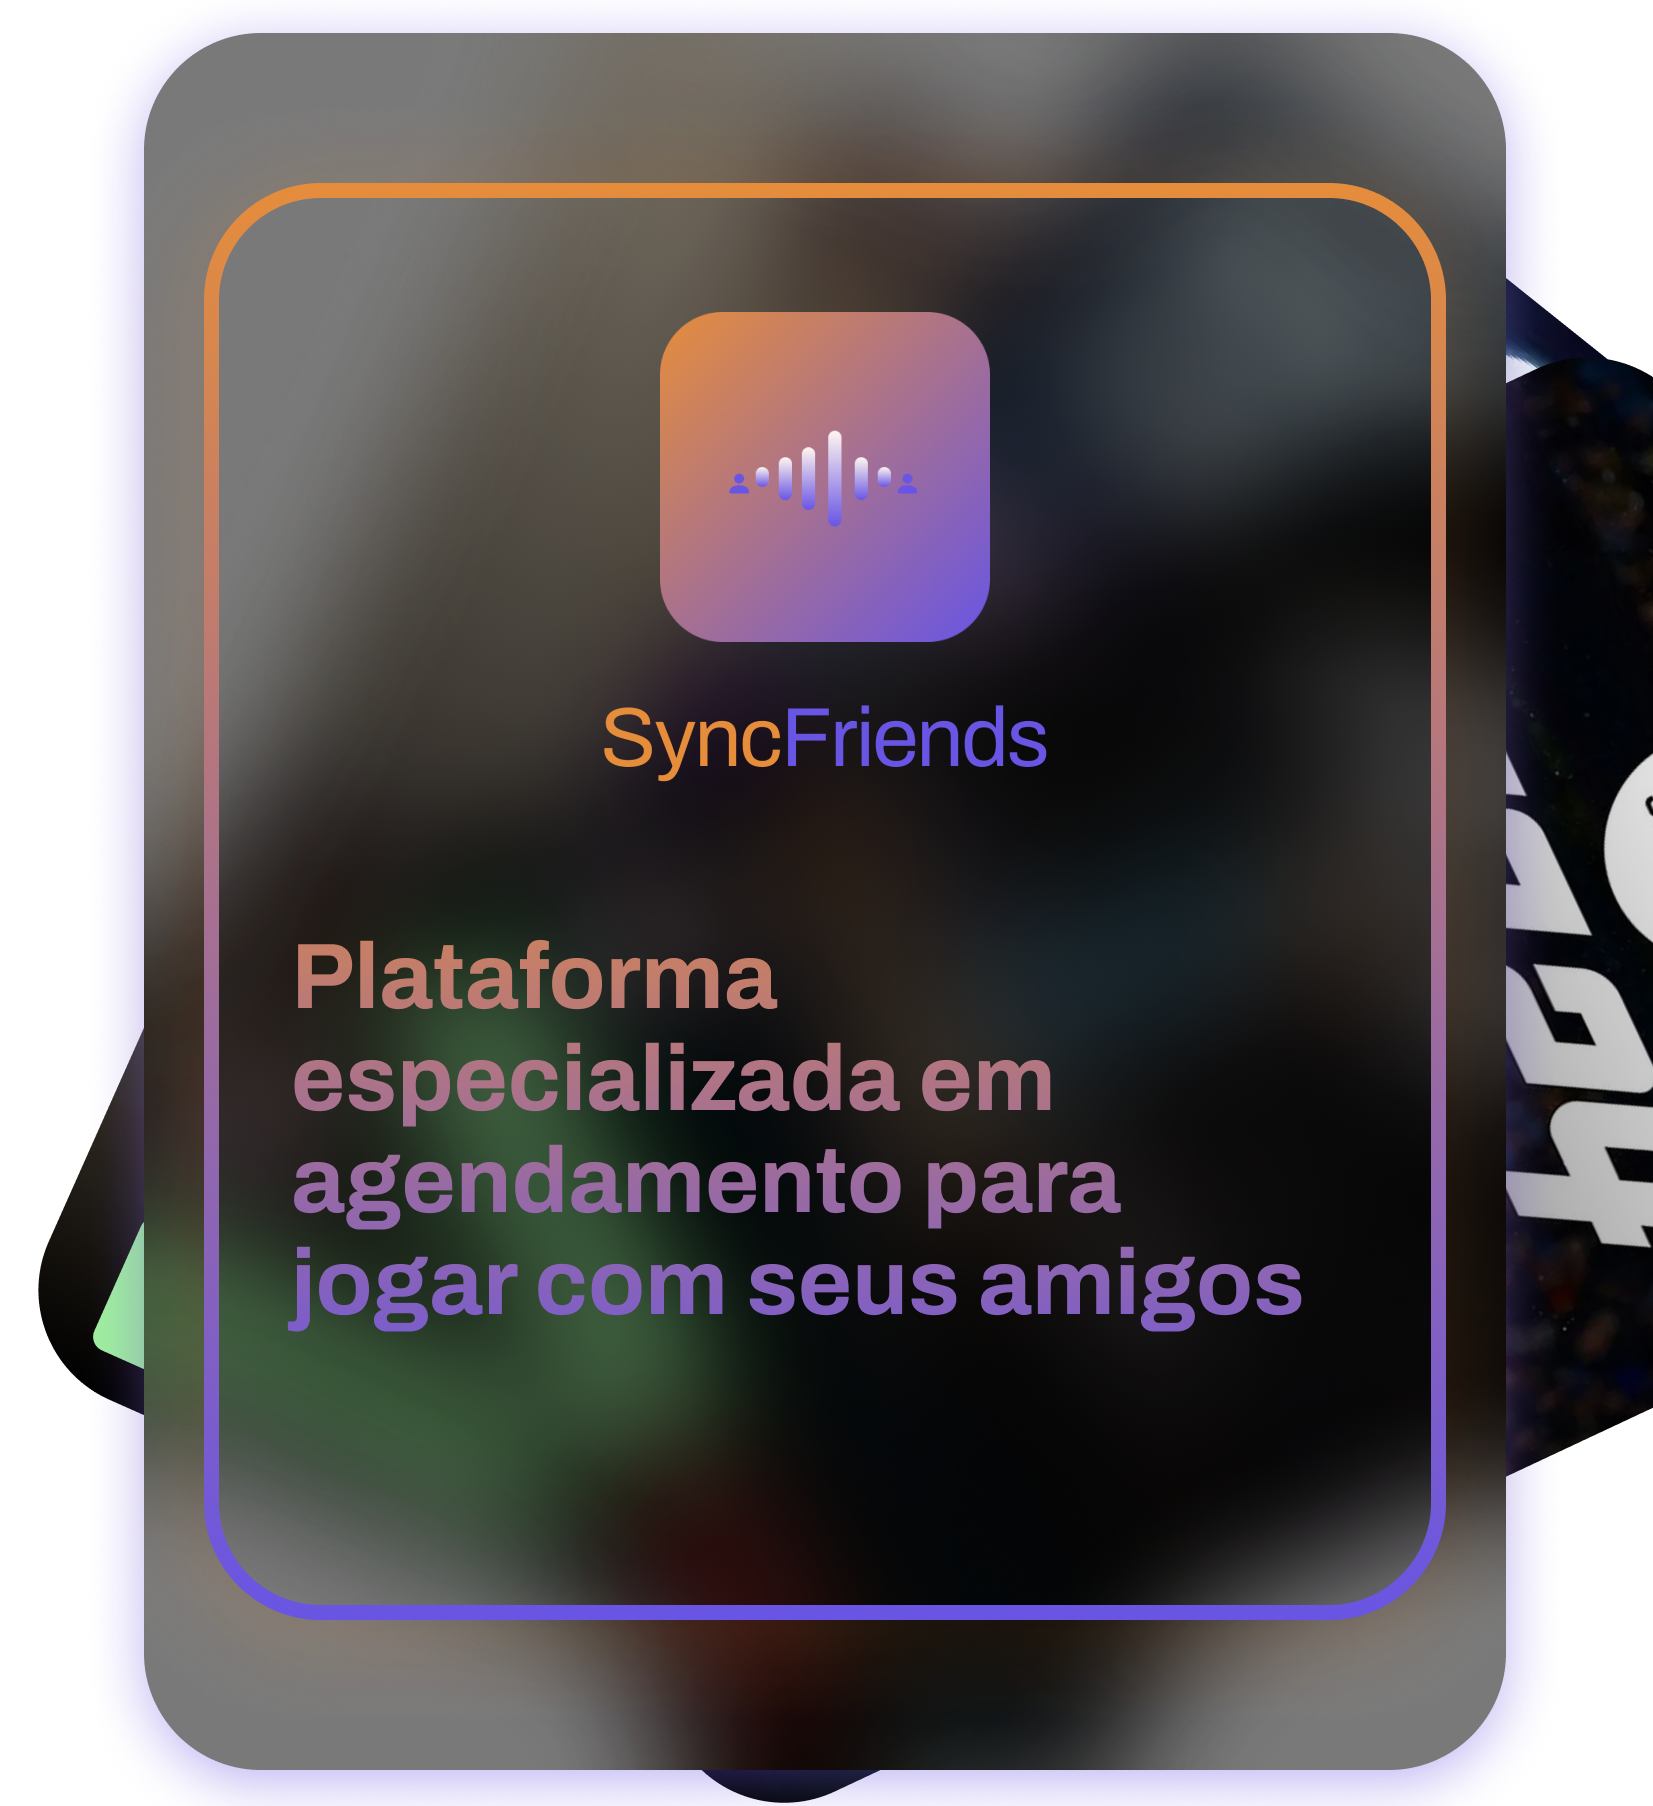 SyncFriends
Plataforma
especializada em
agendamento para
jogar com seus amigos